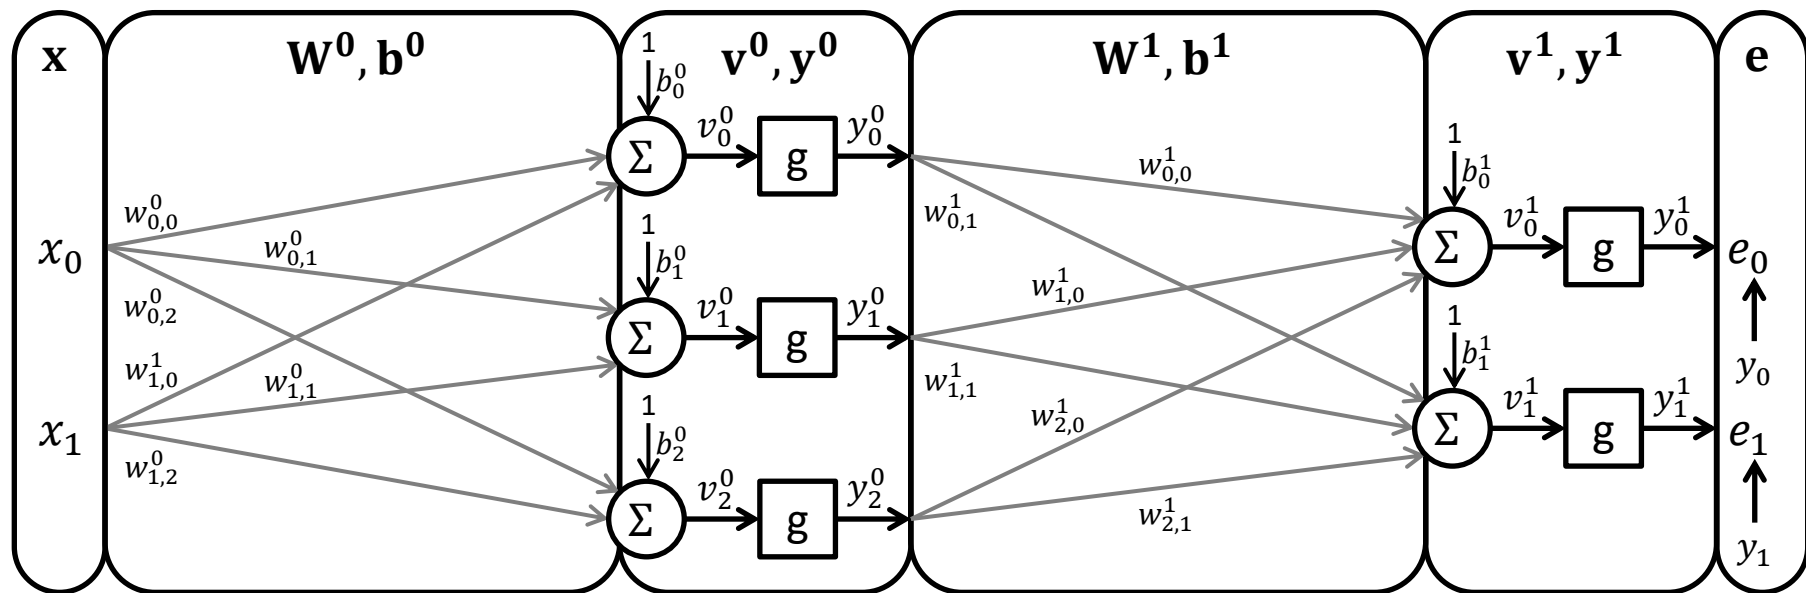 x
W⁰, b⁰
v⁰, y⁰
W¹, b¹
v¹, y¹
e
x₀
x₁
w⁰₀,₀
w⁰₀,₁
w⁰₀,₂
w¹₁,₀
w⁰₁,₁
w⁰₁,₂
1
b⁰₀
Σ
v⁰₀
g
y⁰₀
1
b⁰₁
Σ
v⁰₁
g
y⁰₁
1
b⁰₂
Σ
v⁰₂
g
y⁰₂
w¹₀,₀
w¹₀,₁
w¹₁,₀
w¹₁,₁
w¹₂,₀
w¹₂,₁
1
b¹₀
Σ
v¹₀
g
y¹₀
1
b¹₁
Σ
v¹₁
g
y¹₁
e₀
y₀
e₁
y₁